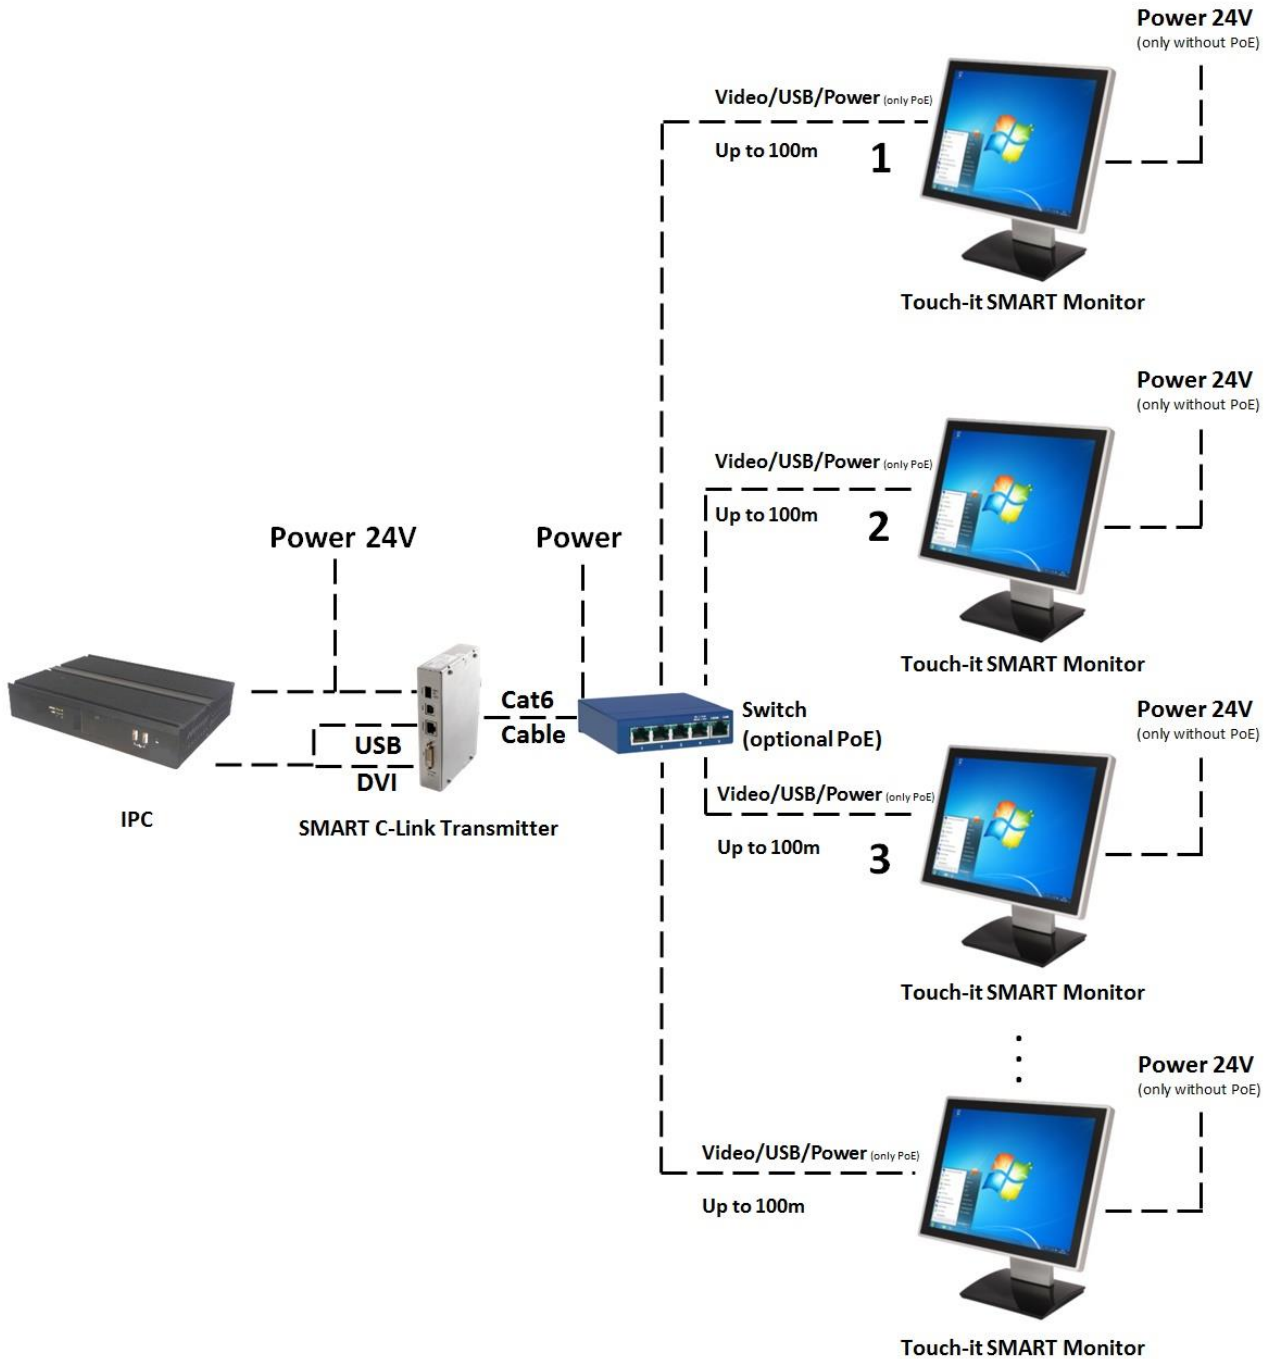 Power 24V
(only without PoE)
Video/USB/Power (only PoE)
Up to 100m
1
Touch-it SMART Monitor
Power 24V
(only without PoE)
Video/USB/Power (only PoE)
Up to 100m
2
Touch-it SMART Monitor
Power 24V
Power
Cat6
Cable
USB
DVI
IPC
SMART C-Link Transmitter
Switch
(optional PoE)
Power 24V
(only without PoE)
Video/USB/Power (only PoE)
Up to 100m
3
Touch-it SMART Monitor
Power 24V
(only without PoE)
Video/USB/Power (only PoE)
Up to 100m
Touch-it SMART Monitor